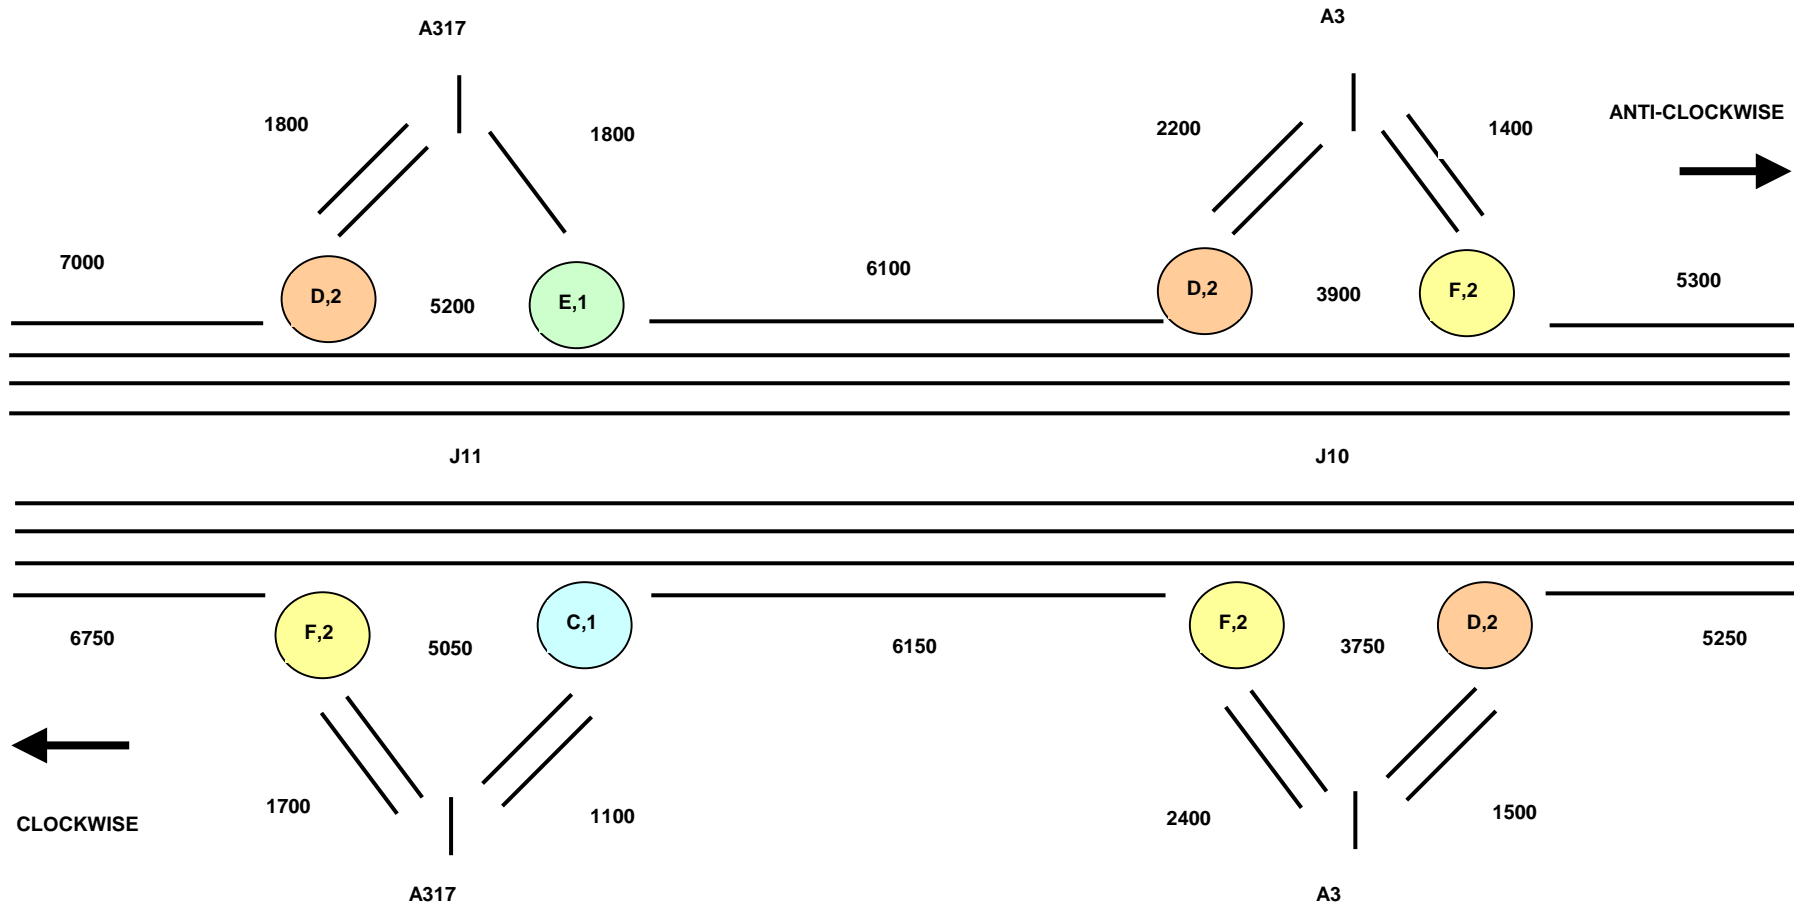 A317
A3
1800
1800
2200
1400
ANTI-CLOCKWISE
7000
D,2
5200
E,1
6100
D,2
3900
F,2
5300
J11
J10
6750
F,2
5050
C,1
6150
F,2
3750
D,2
5250
CLOCKWISE
1700
1100
2400
1500
A317
A3